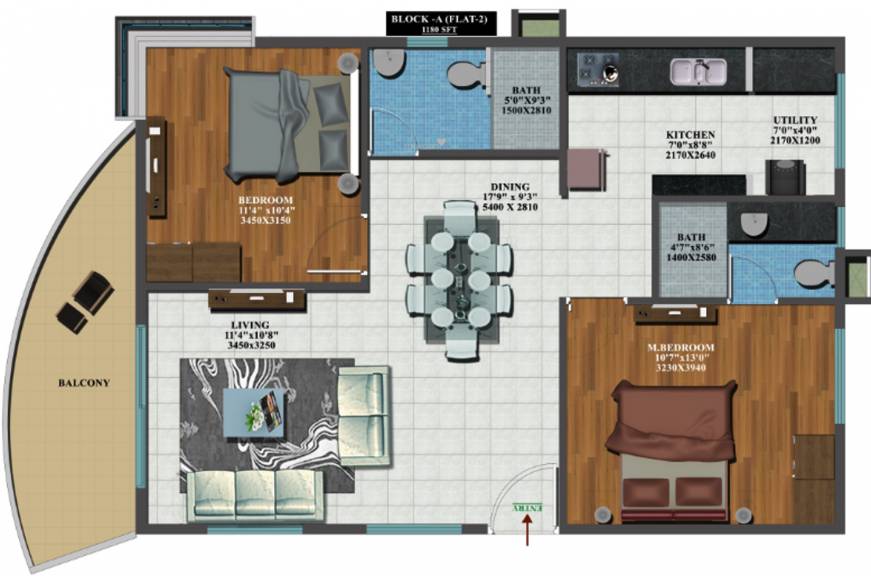 BLOCK -A (FLAT-2)
1180 SFT
BATH
5'0"X9'3"
1500X2810
UTILITY
7'0"x4'0"
2170X1200
KITCHEN
7'0"x8'8"
2170X2640
DINING
17'9" x 9'3"
5400 X 2810
BEDROOM
11'4" x10'4"
3450X3150
BATH
4'7"x8'6"
1400X2580
LIVING
11'4"x10'8"
3450x3250
M.BEDROOM
10'7"x13'0"
3230X3940
BALCONY
ENTRY